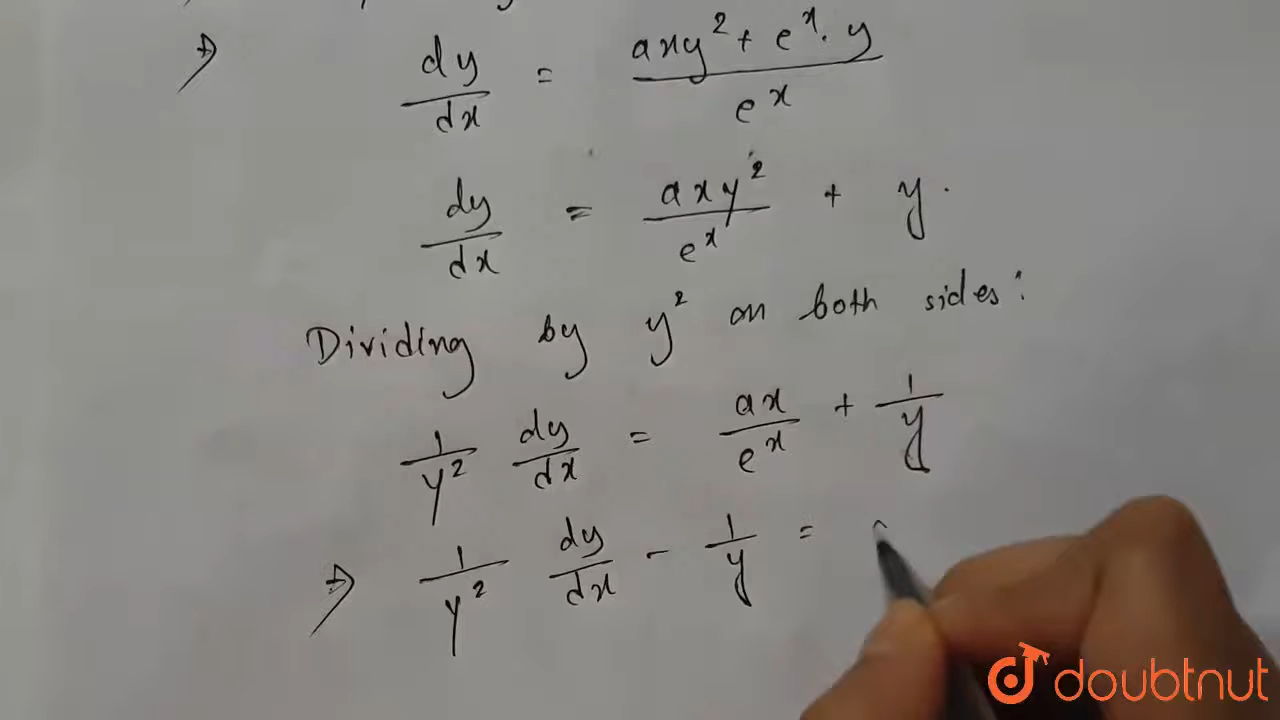 ⇒ dy/dx = (axy² + eˣ·y)/eˣ
dy/dx = axy²/eˣ + y.
Dividing by y² on both sides:
1/y² dy/dx = ax/eˣ + 1/y
⇒ 1/y² dy/dx - 1/y =
doubtnut